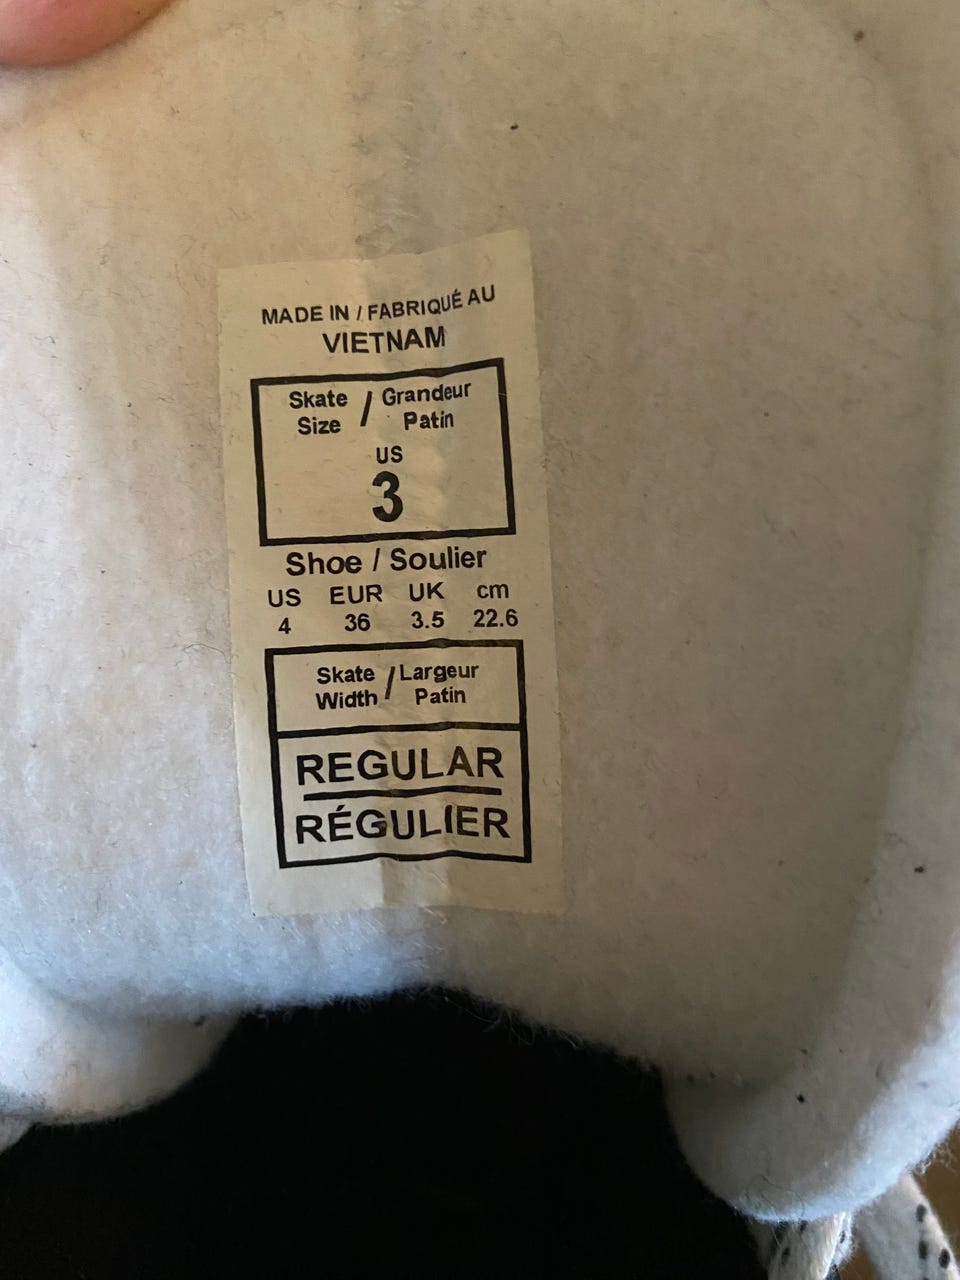 MADE IN / FABRIQUÉ AU
VIETNAM
Skate Size / Grandeur Patin
US
3
Shoe / Soulier
US EUR UK cm
4 36 3.5 22.6
Skate Width / Largeur Patin
REGULAR
RÉGULIER